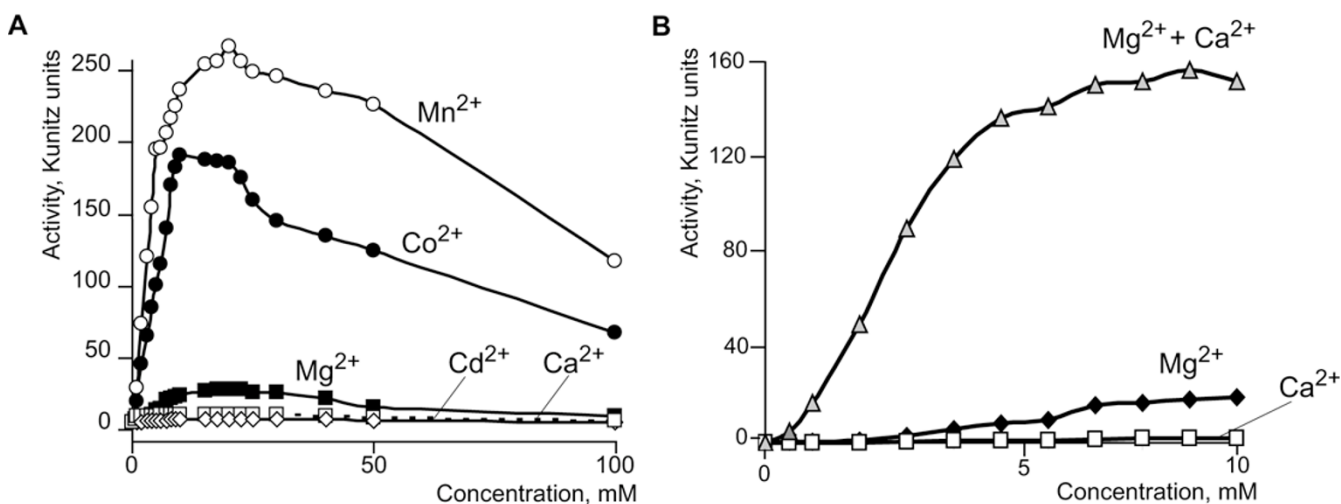 A
Activity, Kunitz units
250
200
150
100
50
0
0
50
100
Mn²⁺
Co²⁺
Mg²⁺
Cd²⁺
Ca²⁺
Concentration, mM
B
Activity, Kunitz units
160
120
80
40
0
0
5
10
Mg²⁺ + Ca²⁺
Mg²⁺
Ca²⁺
Concentration, mM